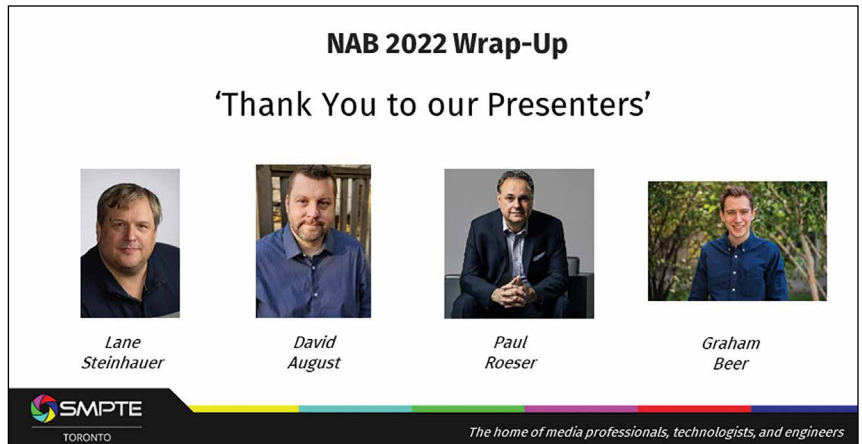 NAB 2022 Wrap-Up
‘Thank You to our Presenters’
Lane
Steinhauer
David
August
Paul
Roeser
Graham
Beer
SMPTE
TORONTO
The home of media professionals, technologists, and engineers